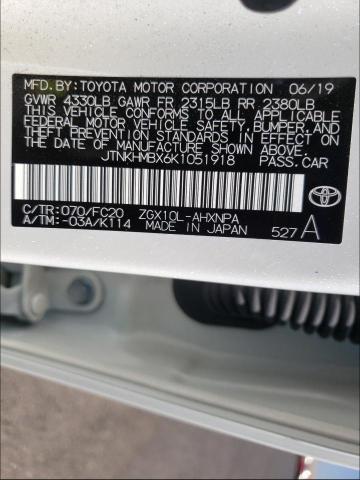 MFD.BY:TOYOTA MOTOR CORPORATION 06/19
GVWR 4330LB GAWR FR 2315LB RR 2380LB
THIS VEHICLE CONFORMS TO ALL APPLICABLE
FEDERAL MOTOR VEHICLE SAFETY, BUMPER, AND
THEFT PREVENTION STANDARDS IN EFFECT ON
THE DATE OF MANUFACTURE SHOWN ABOVE.
JTNKHMBX6K1051918 PASS.CAR
C/TR:070/FC20 ZGX10L-AHXNPA
A/TM:-03A/K114 MADE IN JAPAN 527A
TOYOTA